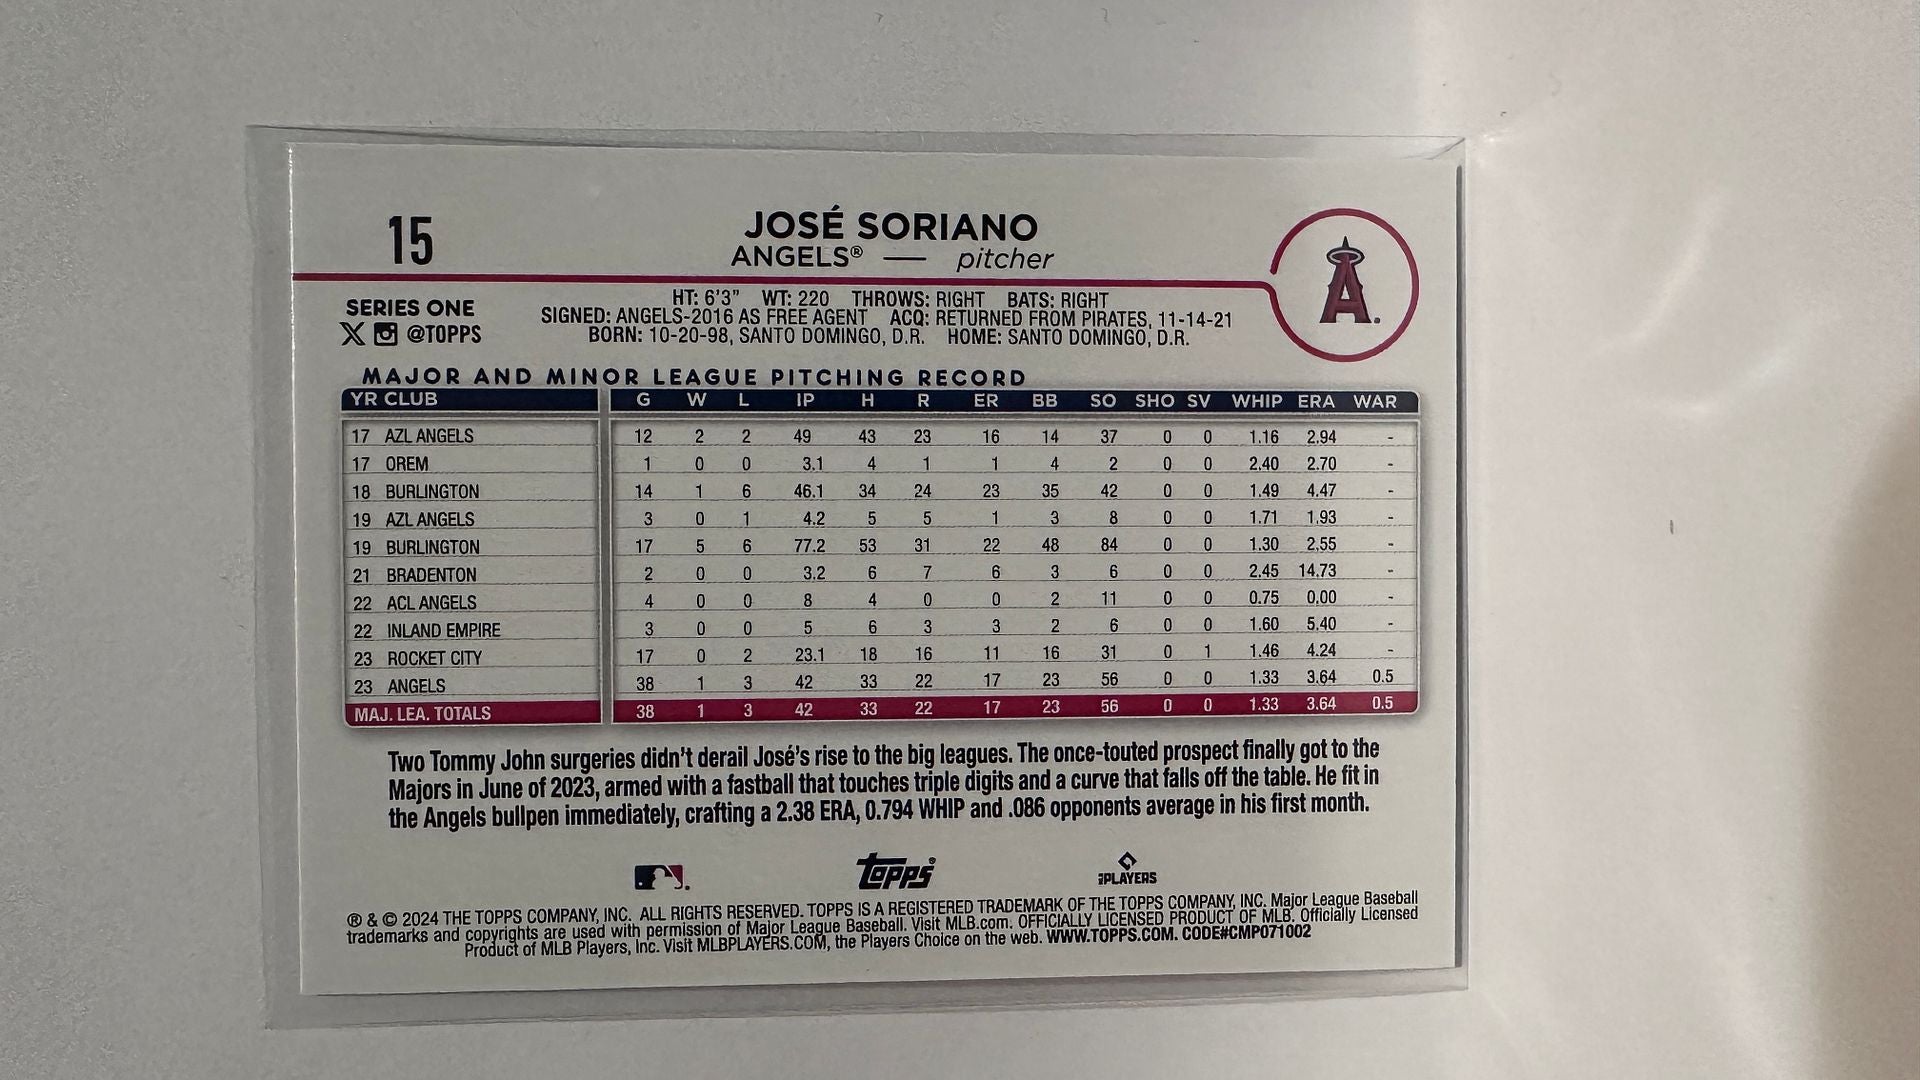 15
JOSÉ SORIANO
ANGELS® — pitcher
A
SERIES ONE
@TOPPS
HT: 6'3" WT: 220 THROWS: RIGHT BATS: RIGHT
SIGNED: ANGELS-2016 AS FREE AGENT ACQ: RETURNED FROM PIRATES, 11-14-21
BORN: 10-20-98, SANTO DOMINGO, D.R. HOME: SANTO DOMINGO, D.R.
MAJOR AND MINOR LEAGUE PITCHING RECORD
YR CLUB G W L IP H R ER BB SO SHO SV WHIP ERA WAR
17 AZL ANGELS 12 2 2 49 43 23 16 14 37 0 0 1.16 2.94 -
17 OREM 1 0 0 3.1 4 1 1 4 2 0 0 2.40 2.70 -
18 BURLINGTON 14 1 6 46.1 34 24 23 35 42 0 0 1.49 4.47 -
19 AZL ANGELS 3 0 1 4.2 5 5 1 3 8 0 0 1.71 1.93 -
19 BURLINGTON 17 5 6 77.2 53 31 22 48 84 0 0 1.30 2.55 -
21 BRADENTON 2 0 0 3.2 6 7 6 3 6 0 0 2.45 14.73 -
22 ACL ANGELS 4 0 0 8 4 0 0 2 11 0 0 0.75 0.00 -
22 INLAND EMPIRE 3 0 0 5 6 3 3 2 6 0 0 1.60 5.40 -
23 ROCKET CITY 17 0 2 23.1 18 16 11 16 31 0 1 1.46 4.24 -
23 ANGELS 38 1 3 42 33 22 17 23 56 0 0 1.33 3.64 0.5
MAJ. LEA. TOTALS 38 1 3 42 33 22 17 23 56 0 0 1.33 3.64 0.5
Two Tommy John surgeries didn't derail José's rise to the big leagues. The once-touted prospect finally got to the
Majors in June of 2023, armed with a fastball that touches triple digits and a curve that falls off the table. He fit in
the Angels bullpen immediately, crafting a 2.38 ERA, 0.794 WHIP and .086 opponents average in his first month.
Topps
PLAYERS
® & © 2024 THE TOPPS COMPANY, INC. ALL RIGHTS RESERVED. TOPPS IS A REGISTERED TRADEMARK OF THE TOPPS COMPANY, INC. Major League Baseball
trademarks and copyrights are used with permission of Major League Baseball. Visit MLB.com. OFFICIALLY LICENSED PRODUCT OF MLB. Officially Licensed
Product of MLB Players, Inc. Visit MLBPLAYERS.COM, the Players Choice on the web. WWW.TOPPS.COM. CODE#CMP071002